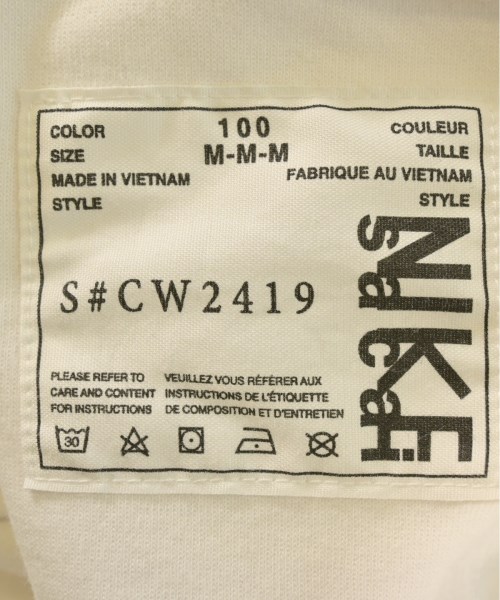 COLOR 100 COULEUR
SIZE M-M-M TAILLE
MADE IN VIETNAM FABRIQUE AU VIETNAM
STYLE STYLE
S#CW2419
NIKE
sacai
PLEASE REFER TO
CARE AND CONTENT
FOR INSTRUCTIONS
VEUILLEZ VOUS RÉFÉRER AUX
INSTRUCTIONS DE L'ÉTIQUETTE
DE COMPOSITION ET D'ENTRETIEN
30